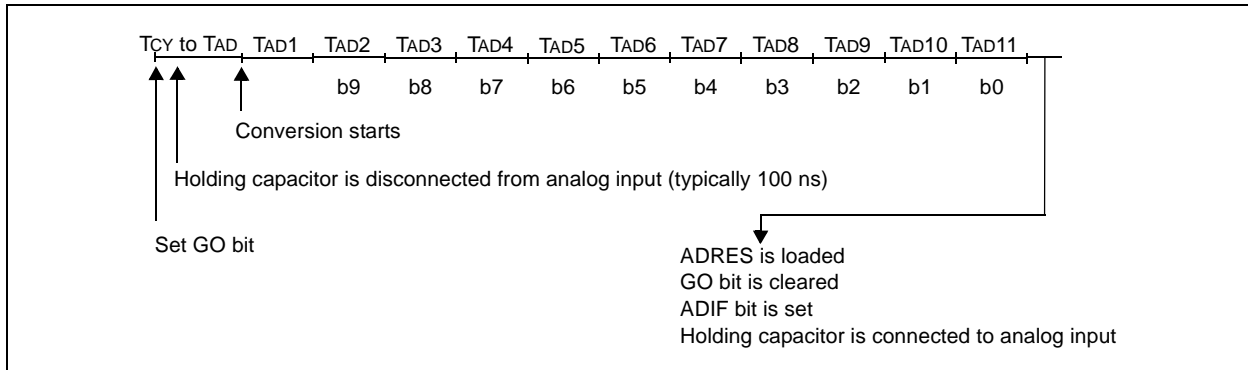 TCY to TAD TAD1 TAD2 TAD3 TAD4 TAD5 TAD6 TAD7 TAD8 TAD9 TAD10 TAD11
b9 b8 b7 b6 b5 b4 b3 b2 b1 b0
Conversion starts
Holding capacitor is disconnected from analog input (typically 100 ns)
Set GO bit
ADRES is loaded
GO bit is cleared
ADIF bit is set
Holding capacitor is connected to analog input